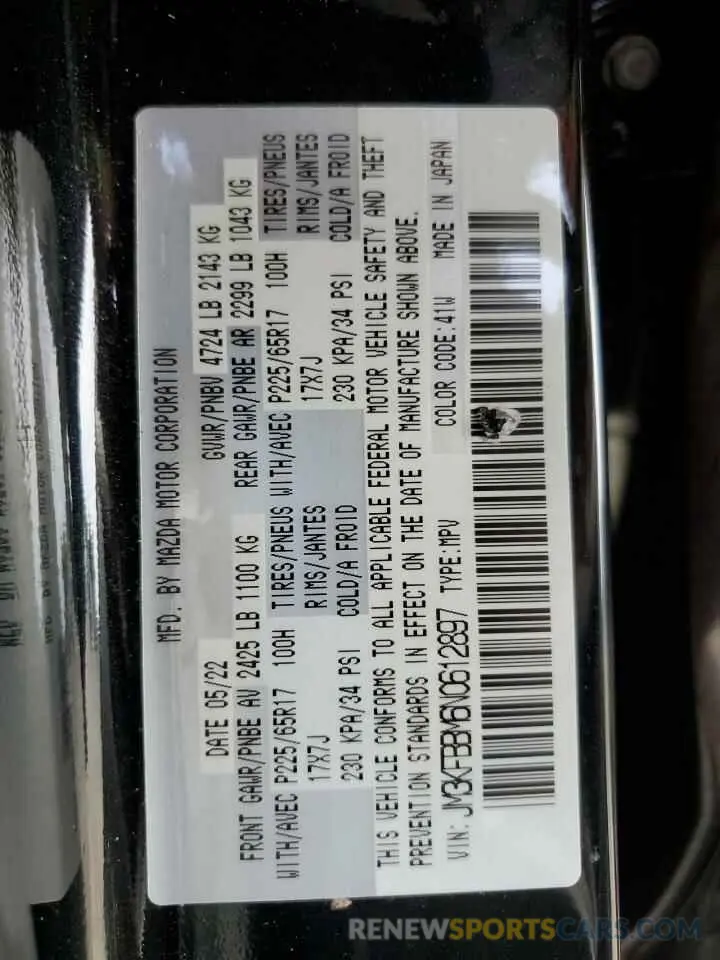 MFD. BY MAZDA MOTOR CORPORATION
DATE 05/22 GVWR/PNBV 4724 LB 2143 KG
FRONT GAWR/PNBE AV 2425 LB 1100 KG REAR GAWR/PNBE AR 2299 LB 1043 KG
WITH/AVEC P225/65R17 100H TIRES/PNEUS WITH/AVEC P225/65R17 100H TIRES/PNEUS
17X7J RIMS/JANTES 17X7J RIMS/JANTES
230 KPA/34 PSI COLD/A FROID 230 KPA/34 PSI COLD/A FROID
THIS VEHICLE CONFORMS TO ALL APPLICABLE FEDERAL MOTOR VEHICLE SAFETY AND THEFT
PREVENTION STANDARDS IN EFFECT ON THE DATE OF MANUFACTURE SHOWN ABOVE.
VIN: JM3KFBBM6N0612897 TYPE:MPV COLOR CODE:41W MADE IN JAPAN
RENEWSPORTSCARS.COM